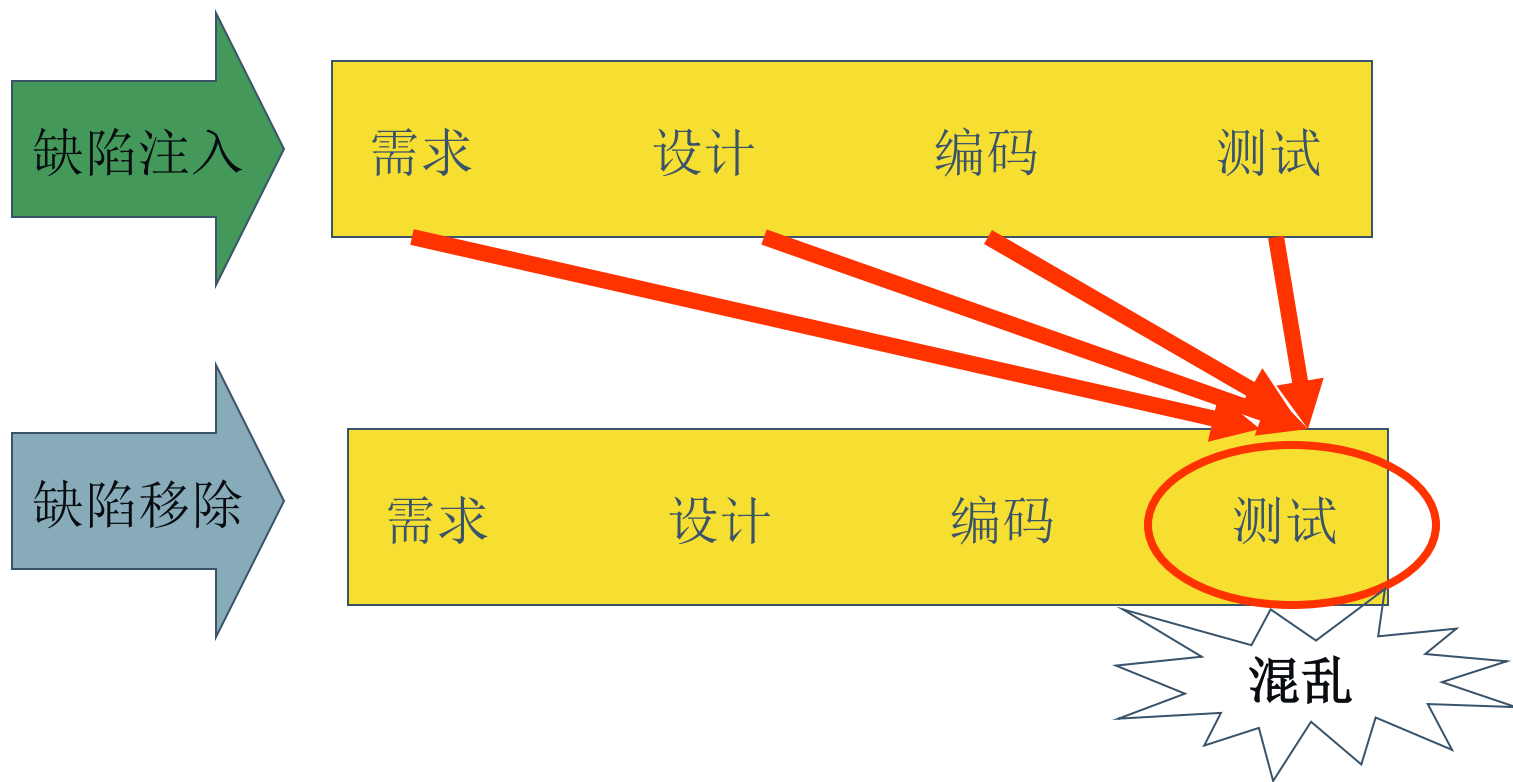 缺陷注入
需求 设计 编码 测试
缺陷移除
需求 设计 编码 测试
混乱